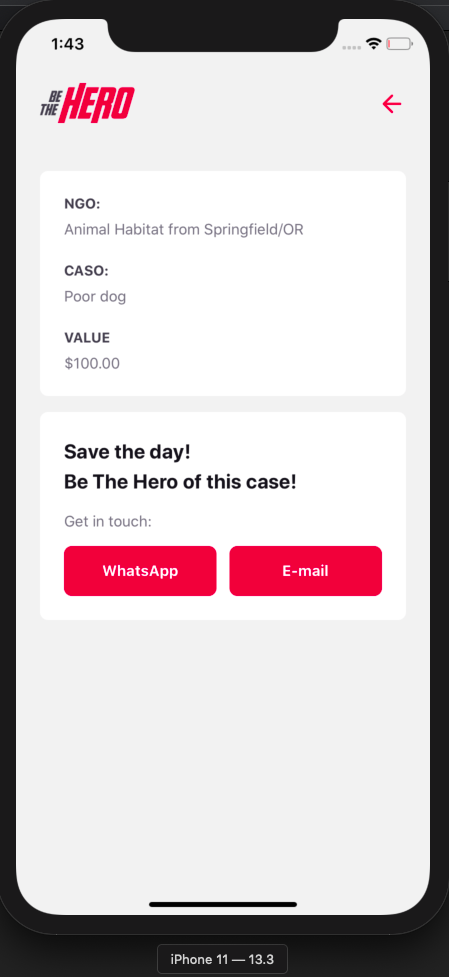 1:43
BE
THE HERO
NGO:
Animal Habitat from Springfield/OR
CASO:
Poor dog
VALUE
$100.00
Save the day!
Be The Hero of this case!
Get in touch:
WhatsApp E-mail
iPhone 11 — 13.3